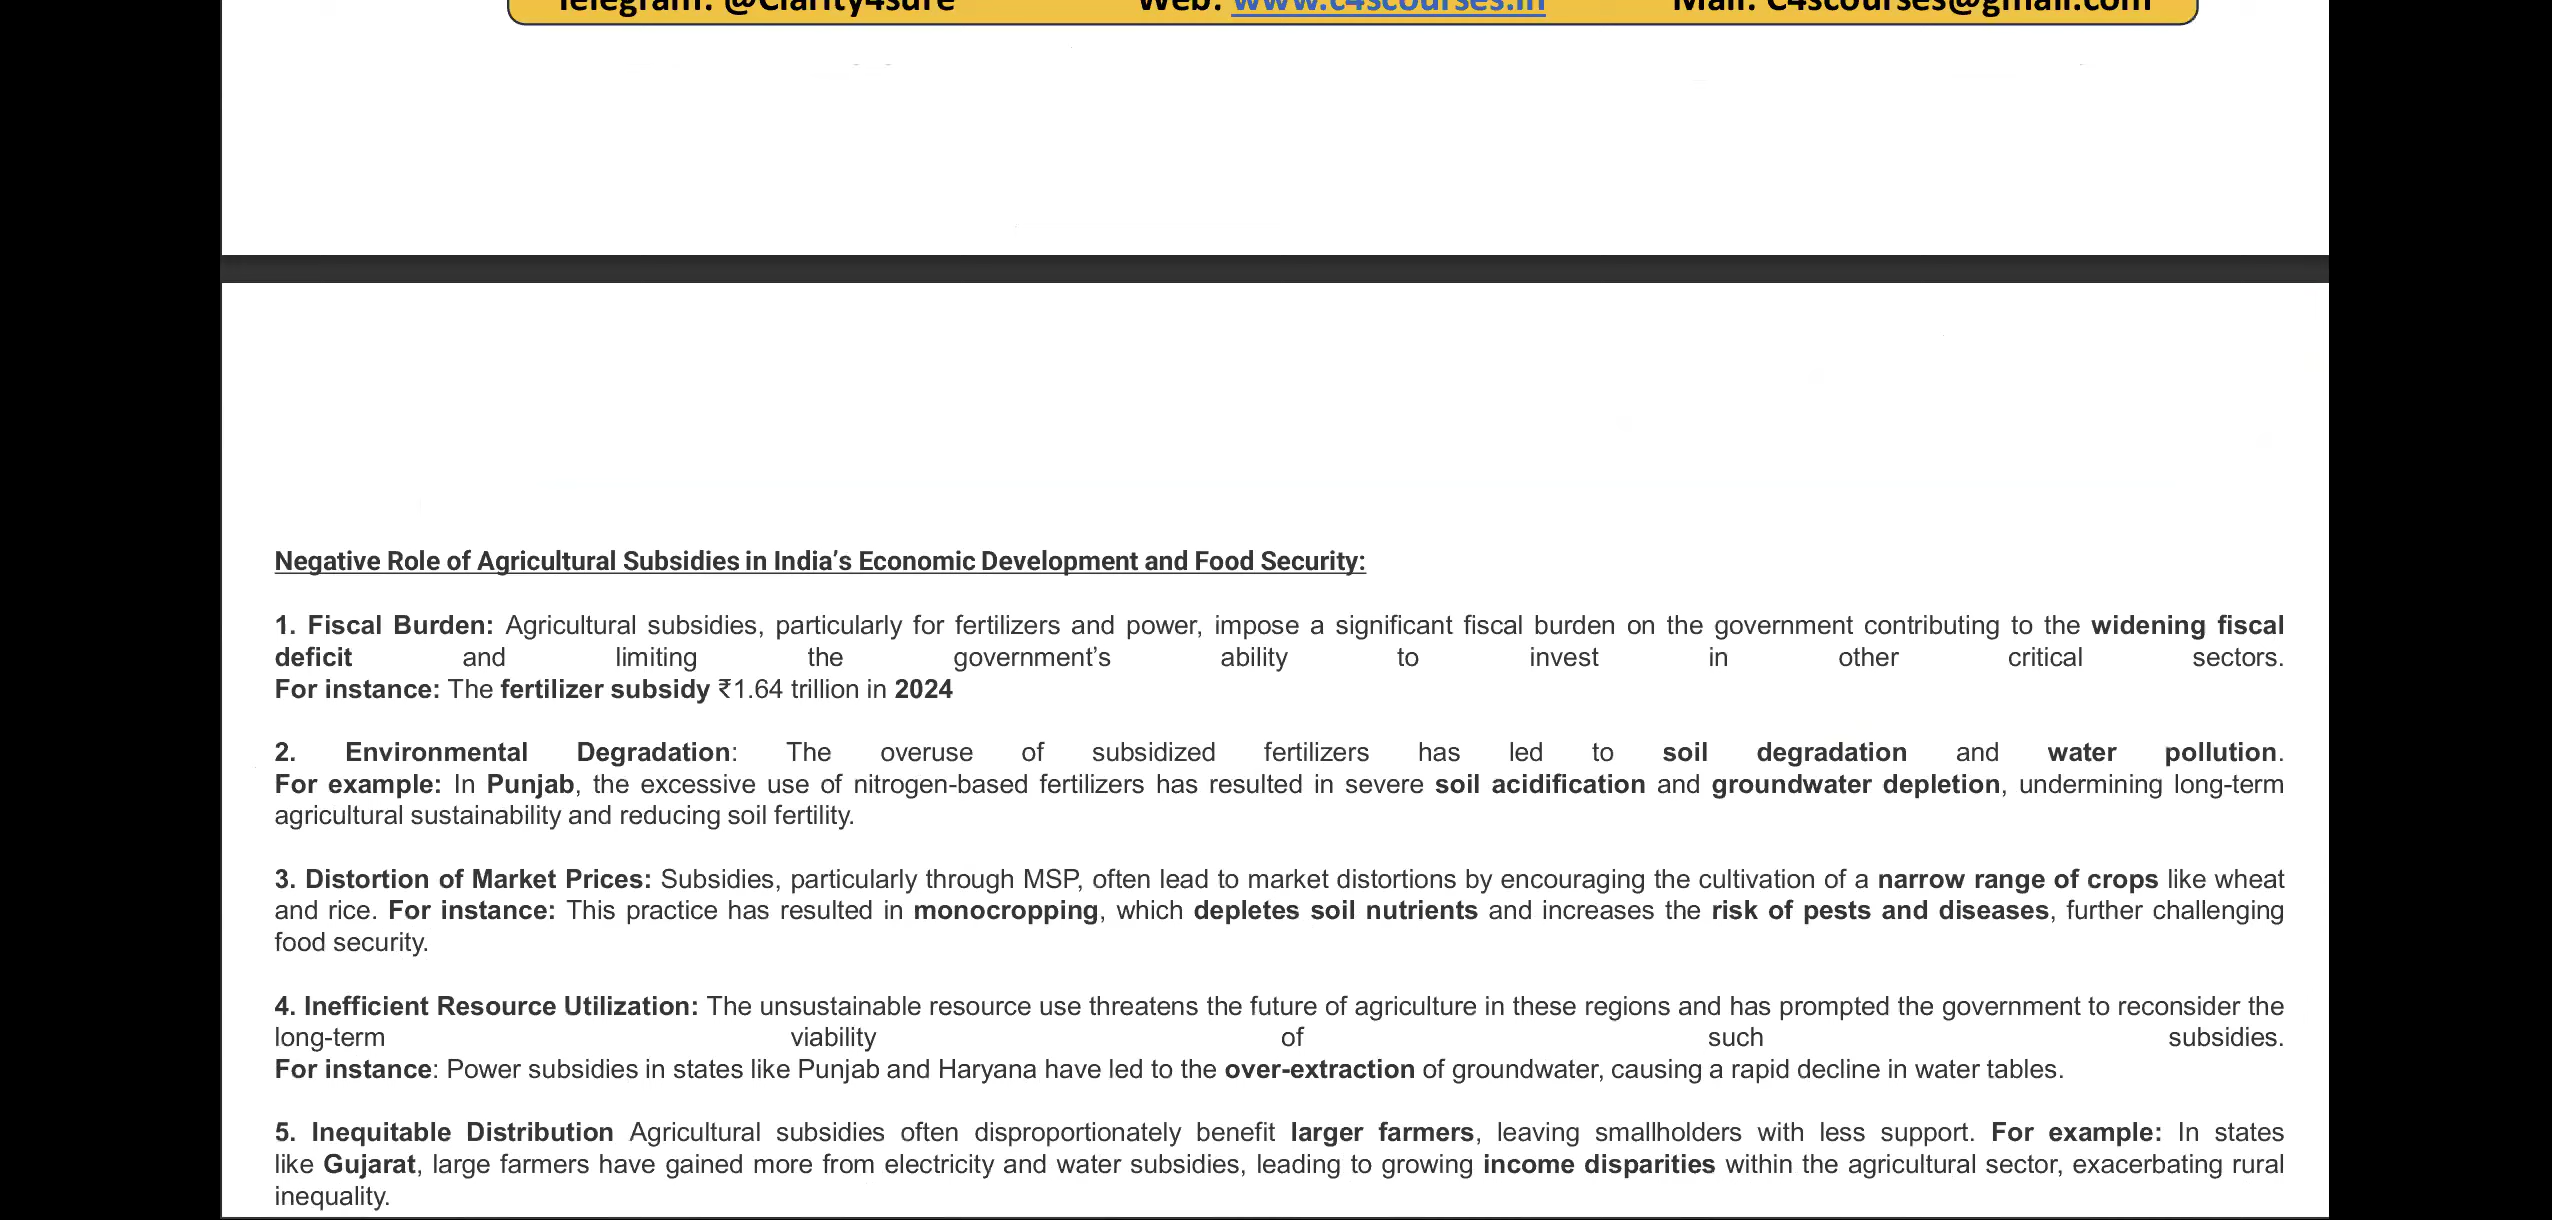 Telegram: @Clarity4sure Web: www.c4scourses.in Mail: C4scourses@gmail.com
Negative Role of Agricultural Subsidies in India’s Economic Development and Food Security:
1. Fiscal Burden: Agricultural subsidies, particularly for fertilizers and power, impose a significant fiscal burden on the government contributing to the widening fiscal
deficit and limiting the government’s ability to invest in other critical sectors.
For instance: The fertilizer subsidy ₹1.64 trillion in 2024
2. Environmental Degradation: The overuse of subsidized fertilizers has led to soil degradation and water pollution.
For example: In Punjab, the excessive use of nitrogen-based fertilizers has resulted in severe soil acidification and groundwater depletion, undermining long-term
agricultural sustainability and reducing soil fertility.
3. Distortion of Market Prices: Subsidies, particularly through MSP, often lead to market distortions by encouraging the cultivation of a narrow range of crops like wheat
and rice. For instance: This practice has resulted in monocropping, which depletes soil nutrients and increases the risk of pests and diseases, further challenging
food security.
4. Inefficient Resource Utilization: The unsustainable resource use threatens the future of agriculture in these regions and has prompted the government to reconsider the
long-term viability of such subsidies.
For instance: Power subsidies in states like Punjab and Haryana have led to the over-extraction of groundwater, causing a rapid decline in water tables.
5. Inequitable Distribution Agricultural subsidies often disproportionately benefit larger farmers, leaving smallholders with less support. For example: In states
like Gujarat, large farmers have gained more from electricity and water subsidies, leading to growing income disparities within the agricultural sector, exacerbating rural
inequality.